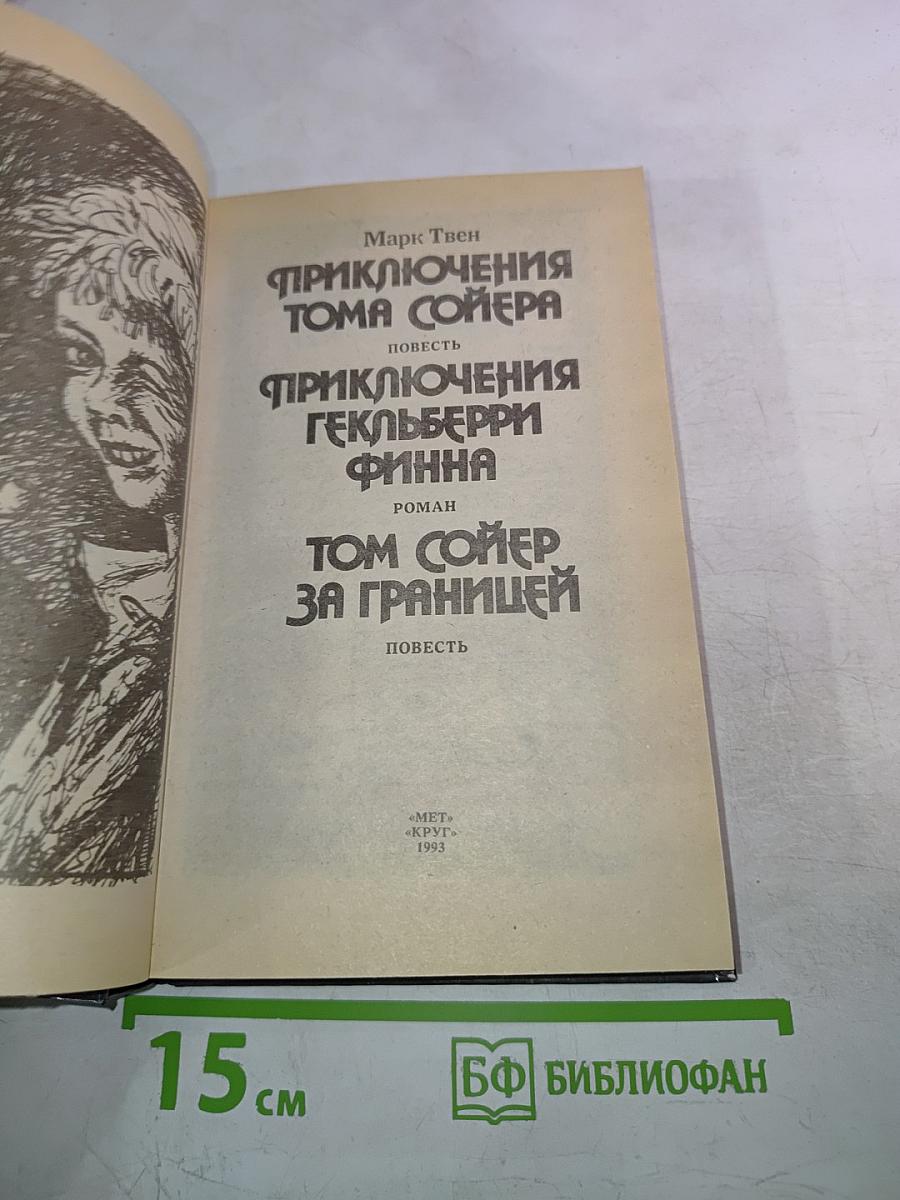 Марк Твен
ПРИКЛЮЧЕНИЯ
ТОМА СОЙЕРА
ПОВЕСТЬ
ПРИКЛЮЧЕНИЯ
ГЕКЛЬБЕРРИ
ФИННА
РОМАН
ТОМ СОЙЕР
ЗА ГРАНИЦЕЙ
ПОВЕСТЬ
«МЕТ»
«КРУГ»
1993
15 см
БФ БИБЛИОФАН